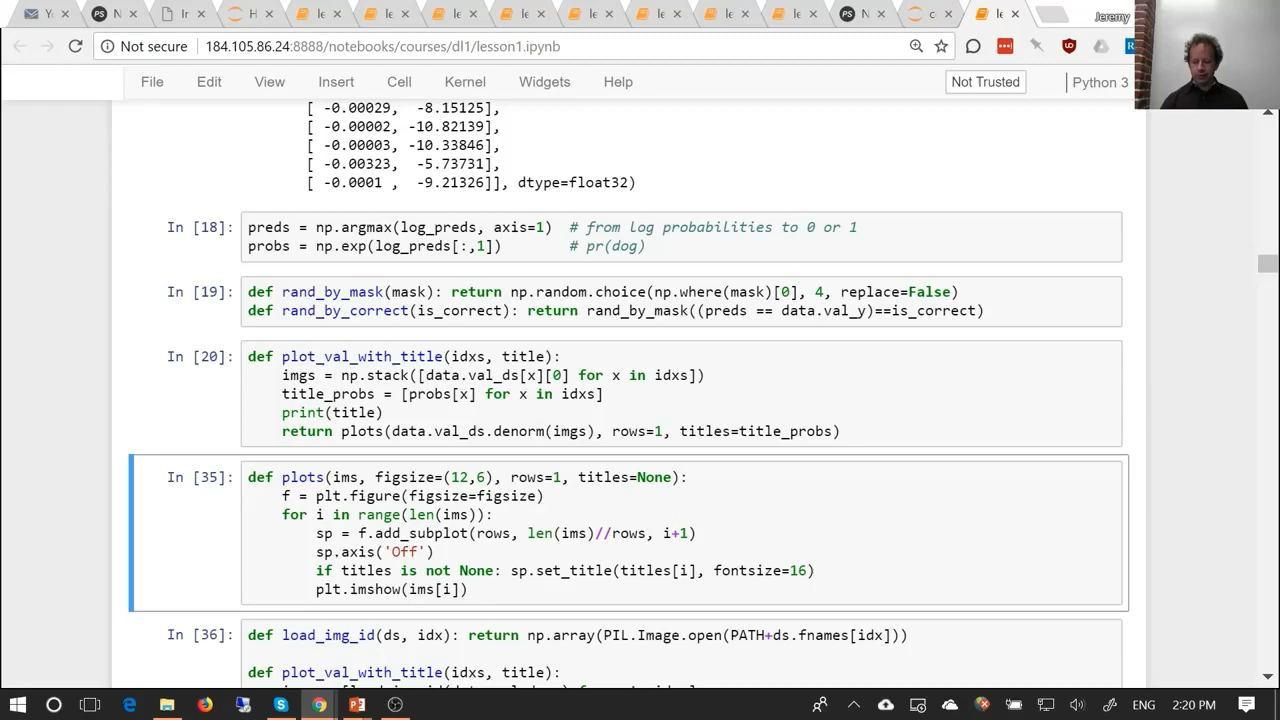 Jeremy
Not secure
184.105.86.24:8888/notebooks/courses/dl1/lesson1.ipynb
File Edit View Insert Cell Kernel Widgets Help Not Trusted Python 3
[ -0.00029, -8.15125],
[ -0.00002, -10.82139],
[ -0.00003, -10.33846],
[ -0.00323, -5.73731],
[ -0.0001 , -9.21326]], dtype=float32)
In [18]: preds = np.argmax(log_preds, axis=1) # from log probabilities to 0 or 1
probs = np.exp(log_preds[:,1]) # pr(dog)
In [19]: def rand_by_mask(mask): return np.random.choice(np.where(mask)[0], 4, replace=False)
def rand_by_correct(is_correct): return rand_by_mask((preds == data.val_y)==is_correct)
In [20]: def plot_val_with_title(idxs, title):
imgs = np.stack([data.val_ds[x][0] for x in idxs])
title_probs = [probs[x] for x in idxs]
print(title)
return plots(data.val_ds.denorm(imgs), rows=1, titles=title_probs)
In [35]: def plots(ims, figsize=(12,6), rows=1, titles=None):
f = plt.figure(figsize=figsize)
for i in range(len(ims)):
sp = f.add_subplot(rows, len(ims)//rows, i+1)
sp.axis('Off')
if titles is not None: sp.set_title(titles[i], fontsize=16)
plt.imshow(ims[i])
In [36]: def load_img_id(ds, idx): return np.array(PIL.Image.open(PATH+ds.fnames[idx]))
def plot_val_with_title(idxs, title):
ENG 2:20 PM